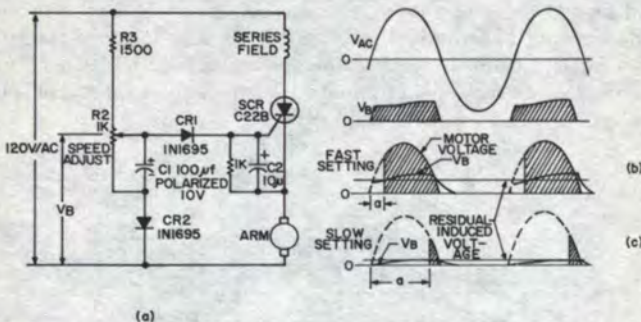 R3
1500
SERIES
FIELD
SCR
C22B
R2
1K
CR1
1N1695
120V/AC
SPEED
ADJUST
C1 100μf
POLARIZED
10V
1K
+
C2
10μ
+
VB
CR2
1N1695
ARM
(a)
VAC
0
VB
0
MOTOR
VOLTAGE
VB
FAST
SETTING
0
a
(b)
RESIDUAL-
INDUCED
VOLT-
AGE
SLOW
SETTING
VB
0
a
(c)